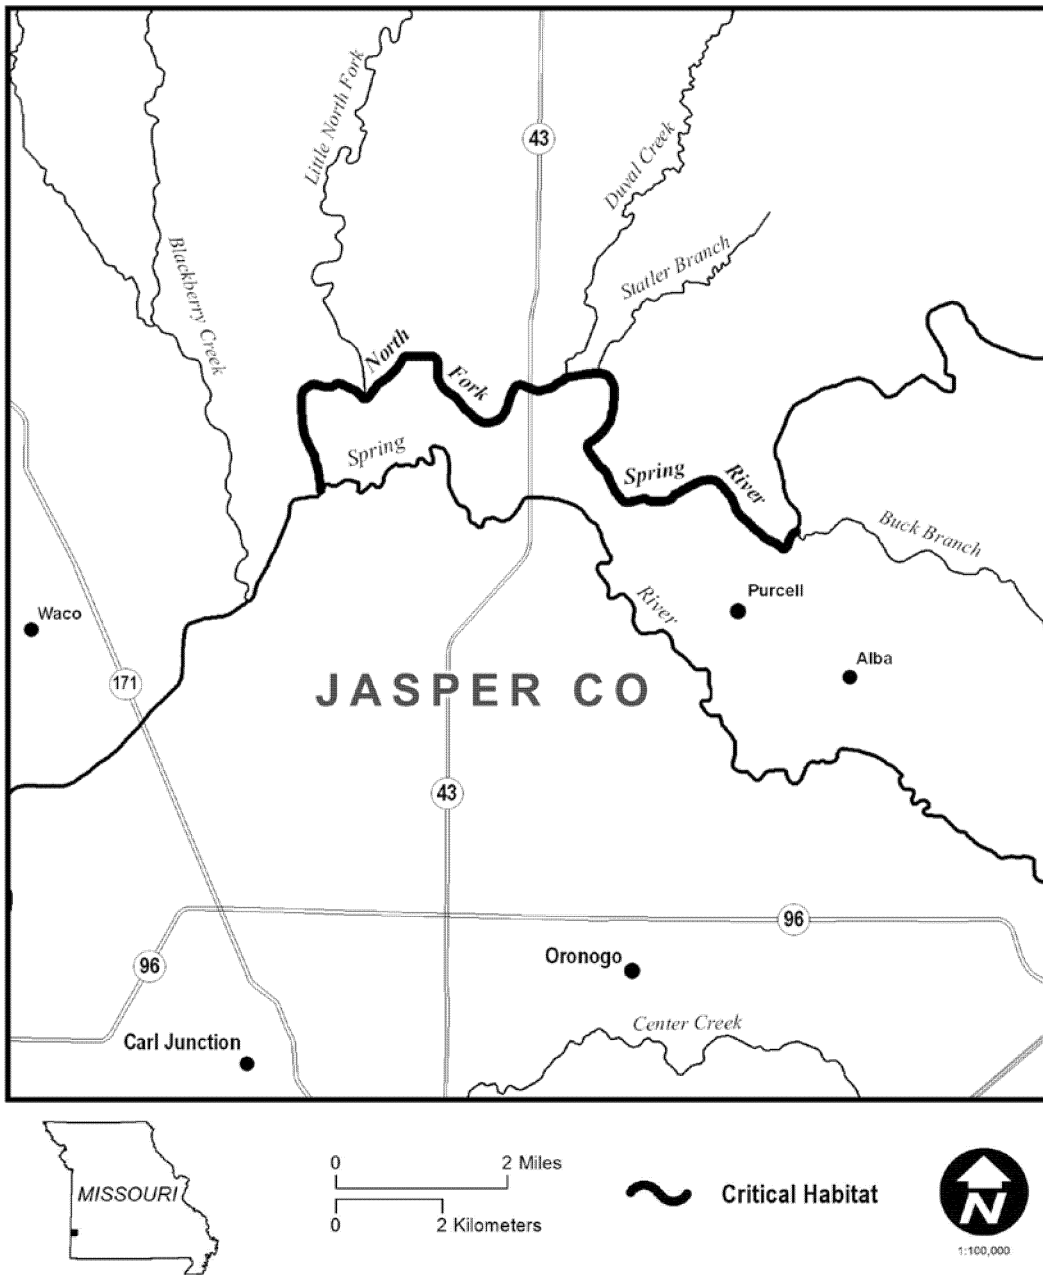 Little North Fork
43
Duval Creek
Statler Branch
Blackberry Creek
North
Fork
Spring
Spring
River
Buck Branch
Waco
River
Purcell
Alba
171
JASPER CO
43
96
96
Oronogo
Center Creek
Carl Junction
MISSOURI
0 2 Miles
0 2 Kilometers
Critical Habitat
N
1:100,000